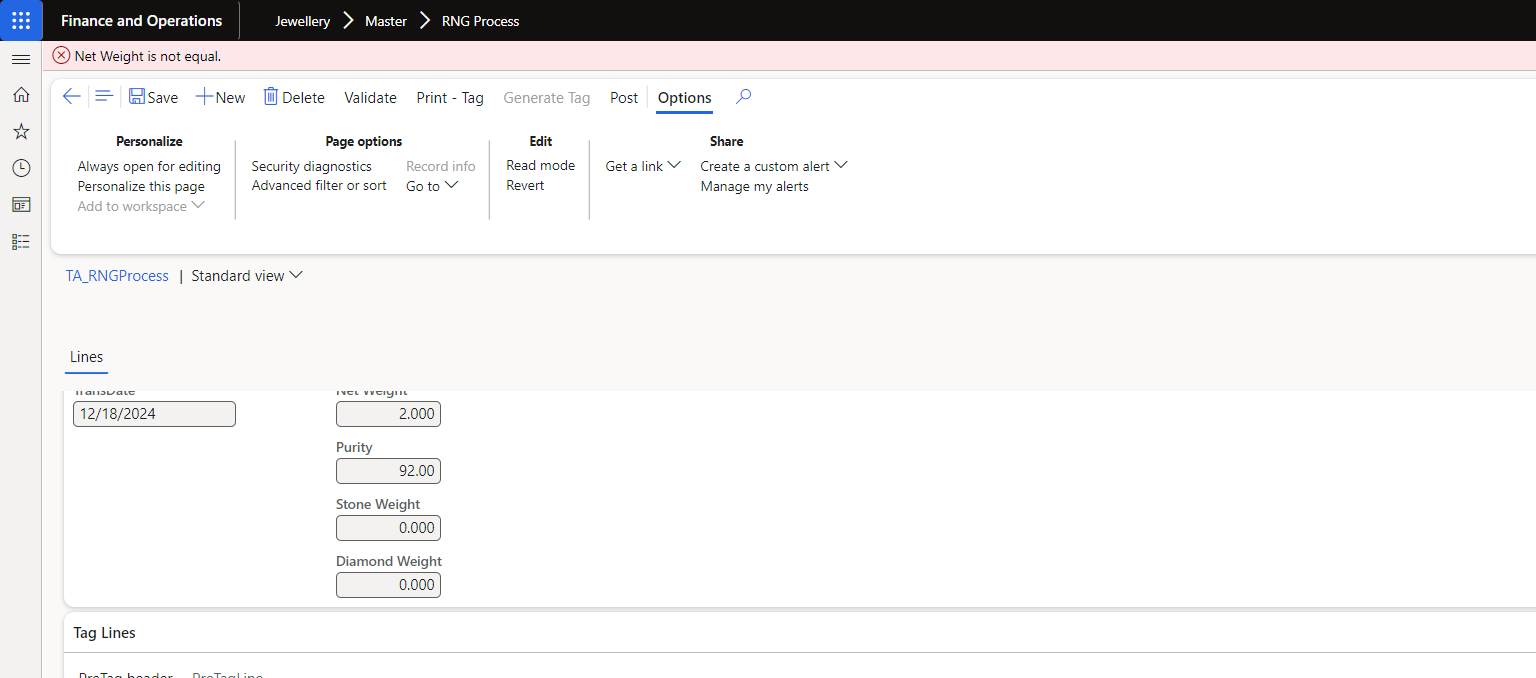 Finance and Operations Jewellery Master RNG Process
Net Weight is not equal.
Save New Delete Validate Print - Tag Generate Tag Post Options
Personalize Page options Edit Share
Always open for editing Security diagnostics Record info Read mode Get a link Create a custom alert
Personalize this page Advanced filter or sort Go to Revert Manage my alerts
Add to workspace
TA_RNGProcess | Standard view
Lines
TransDate Net Weight
12/18/2024 2.000
Purity
92.00
Stone Weight
0.000
Diamond Weight
0.000
Tag Lines
ProTag header ProTagLine